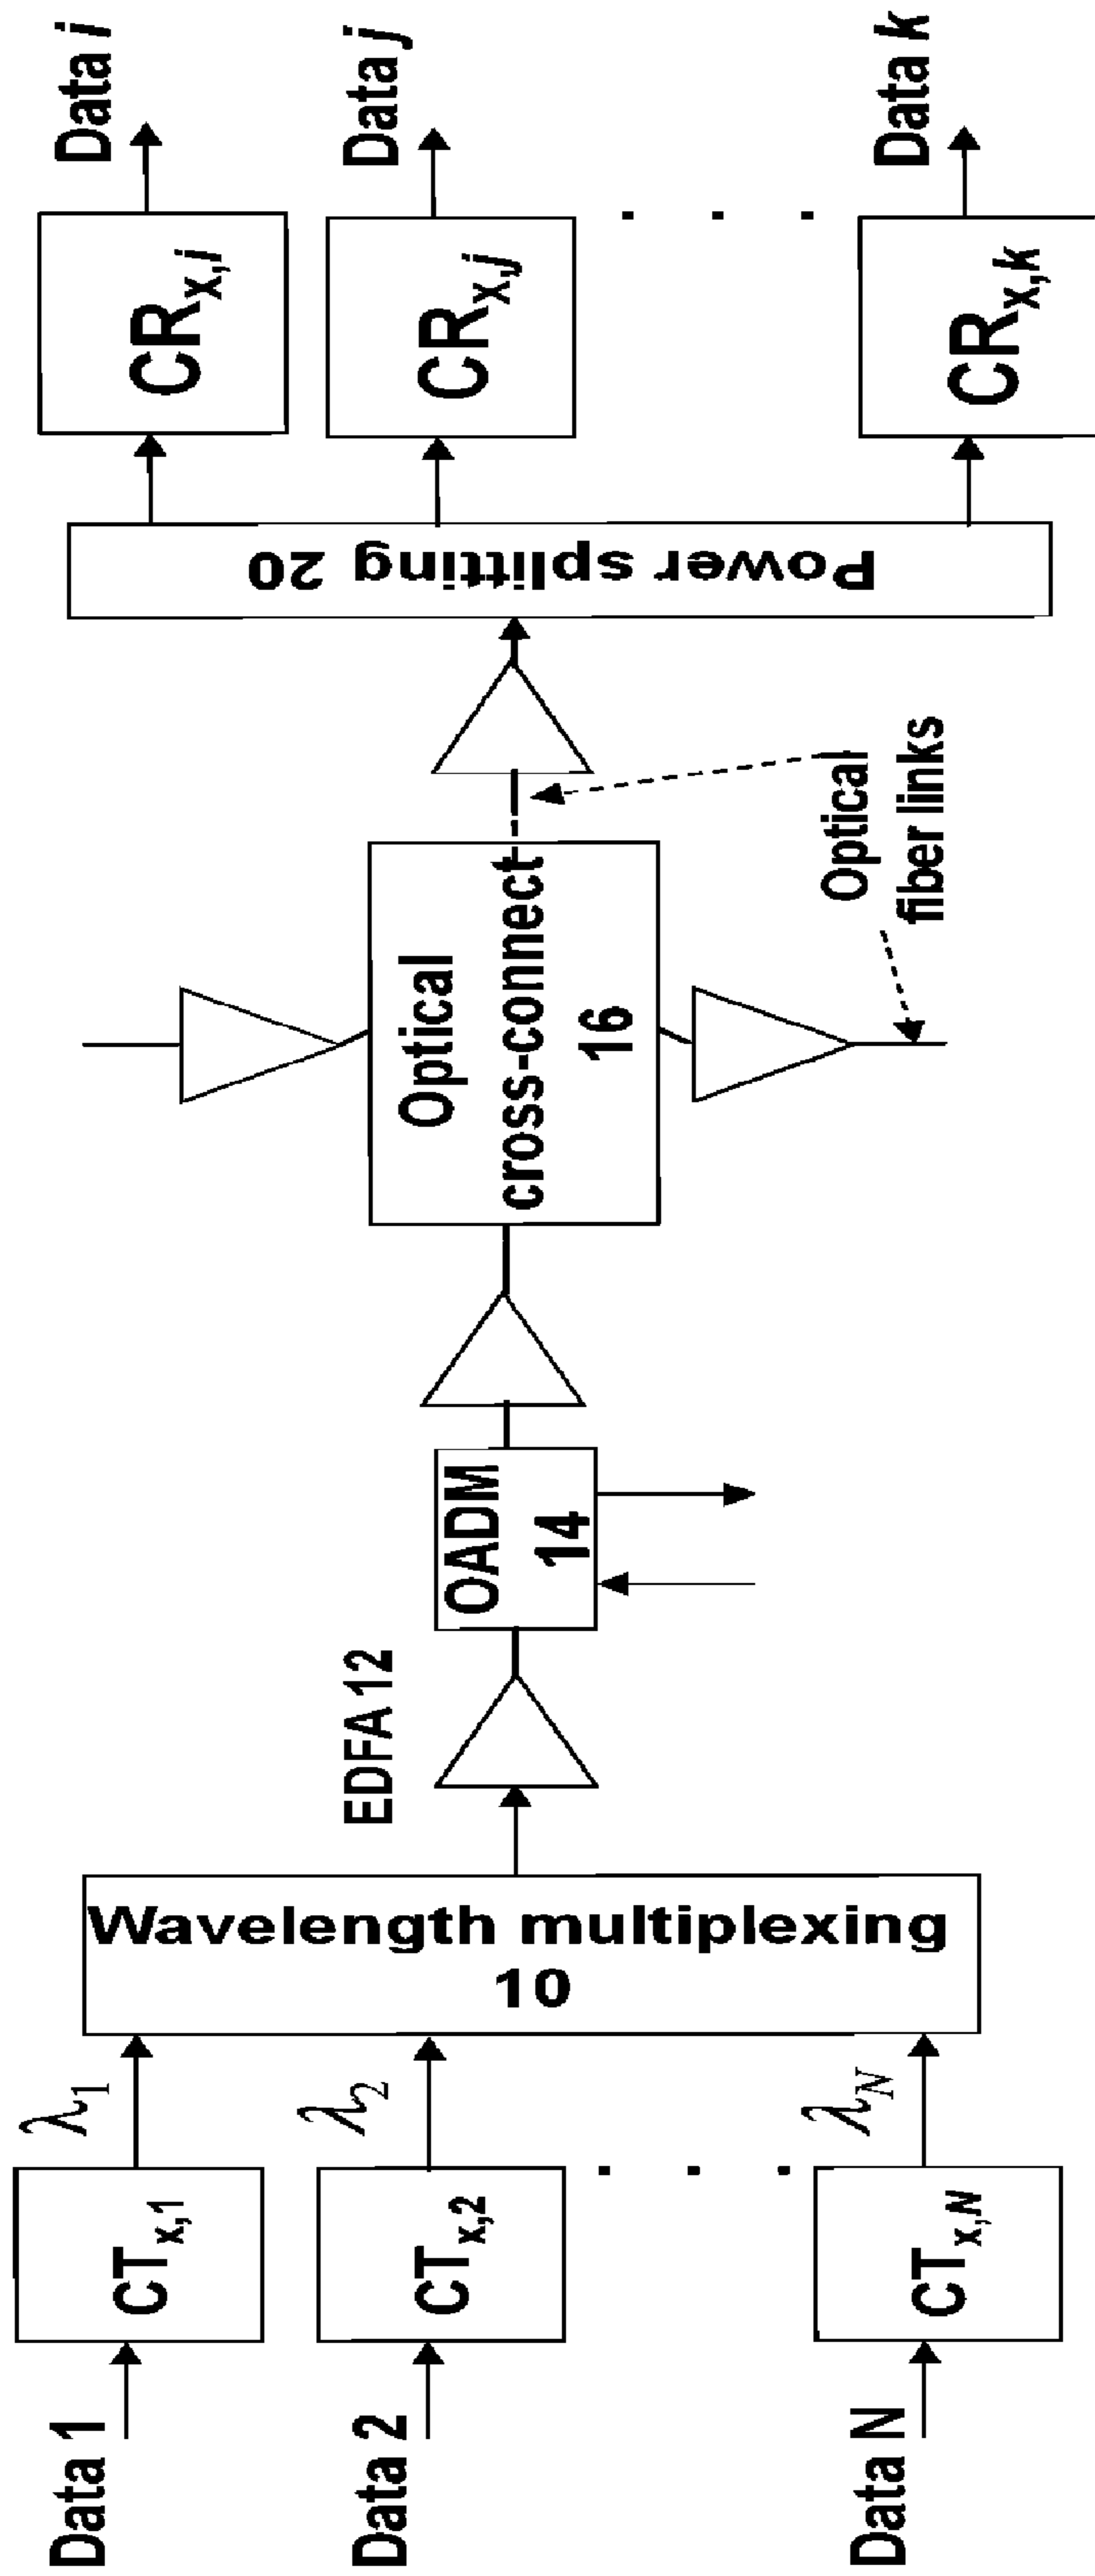 Data 1
Data 2
Data N
CTx,1
CTx,2
. . .
CTx,N
λ1
λ2
λN
Wavelength multiplexing
10
EDFA 12
OADM
14
Optical
cross-connect
16
Optical
fiber links
Power splitting 20
CRx,i
CRx,j
. . .
CRx,k
Data i
Data j
Data k